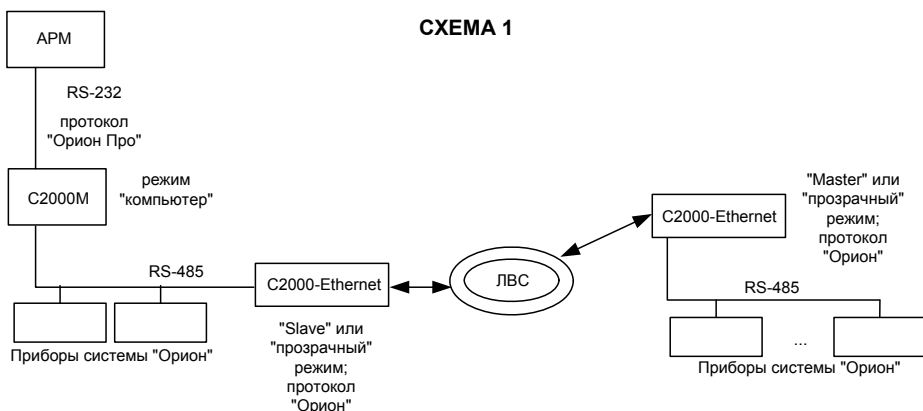 СХЕМА 1
АРМ
RS-232
протокол
"Орион Про"
С2000М
режим
"компьютер"
RS-485
С2000-Ethernet
"Slave" или
"прозрачный"
режим;
протокол
"Орион"
Приборы системы "Орион"
ЛВС
С2000-Ethernet
"Master" или
"прозрачный"
режим;
протокол
"Орион"
RS-485
...
Приборы системы "Орион"